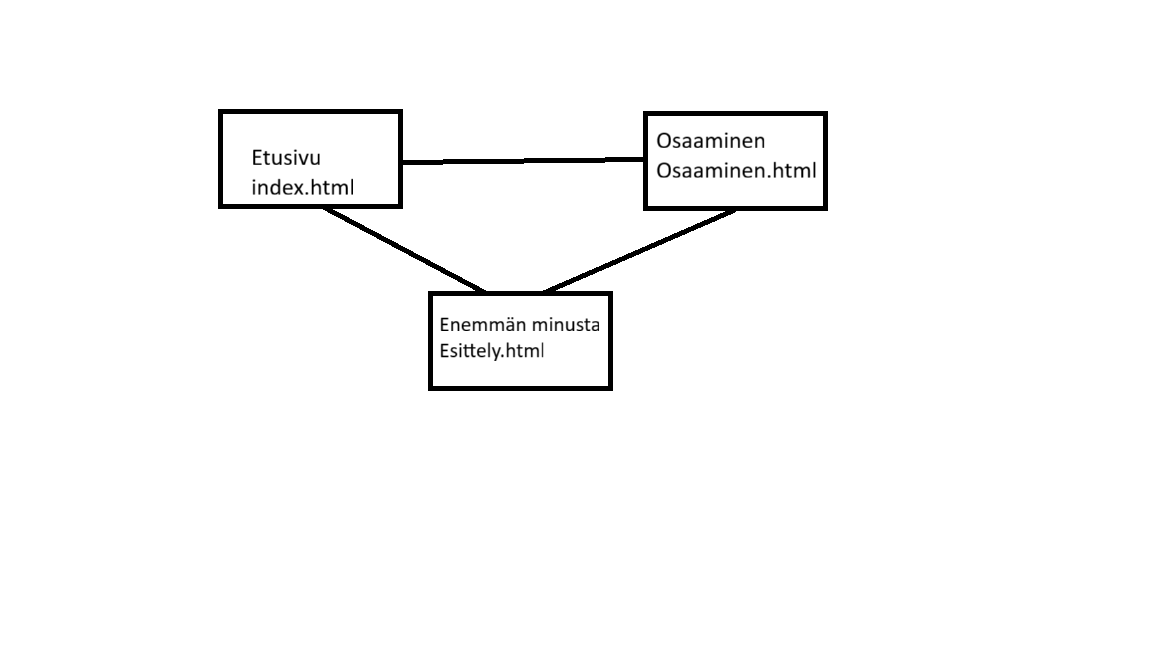 Etusivu
index.html
Osaaminen
Osaaminen.html
Enemmän minusta
Esittely.html